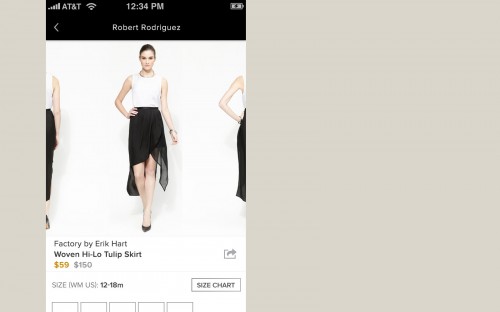 AT&T 12:34 PM
Robert Rodriguez
Factory by Erik Hart
Woven Hi-Lo Tulip Skirt
$59 $150
SIZE (WM US): 12-18m
SIZE CHART